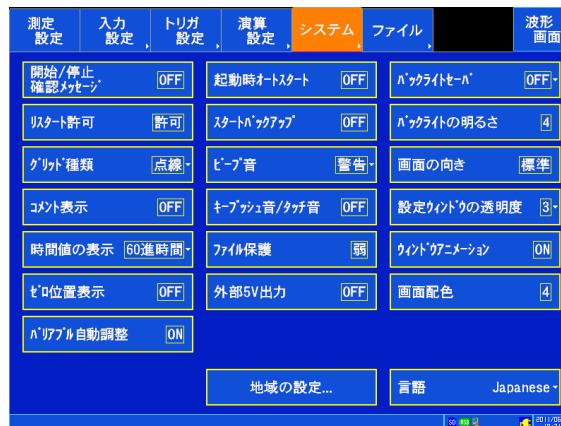 測定
設定
入力
設定
トリガ
設定
演算
設定
システム
ファイル
波形
画面
開始/停止
確認ﾒｯｾｰｼﾞ
OFF
起動時ｵｰﾄｽﾀｰﾄ
OFF
ﾊﾞｯｸﾗｲﾄｾｰﾊﾞ
OFF
ﾘｽﾀｰﾄ許可
許可
ｽﾀｰﾄﾊﾞｯｸｱｯﾌﾟ
OFF
ﾊﾞｯｸﾗｲﾄの明るさ
4
ｸﾞﾘｯﾄﾞ種類
点線
ﾋﾞｰﾌﾟ音
警告
画面の向き
標準
ｺﾒﾝﾄ表示
OFF
ｷｰﾌﾟｯｼｭ音/ﾀｯﾁ音
OFF
設定ｳｨﾝﾄﾞｳの透明度
3
時間値の表示
60進時間
ﾌｧｲﾙ保護
弱
ｳｨﾝﾄﾞｳｱﾆﾒｰｼｮﾝ
ON
ｾﾞﾛ位置表示
OFF
外部5V出力
OFF
画面配色
4
ﾊﾞﾘｱﾌﾞﾙ自動調整
ON
地域の設定...
言語
Japanese
SD